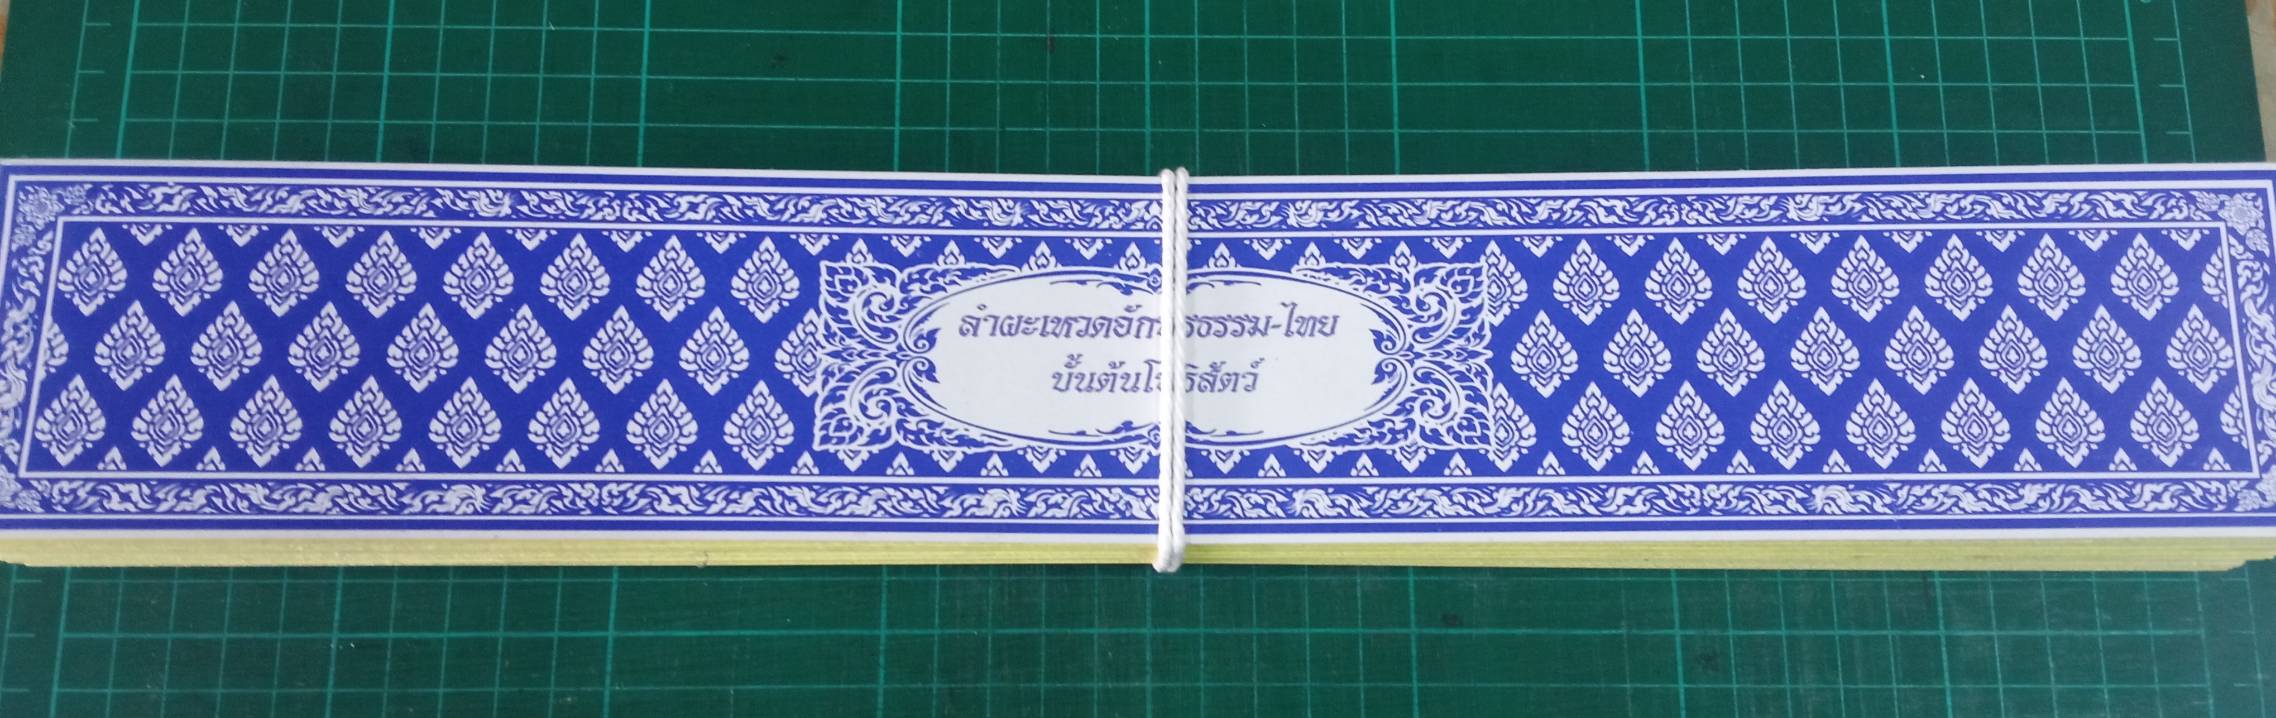 ลำผะเหวดอักษรธรรม-ไทย
บั้นต้นโพธิสัตว์